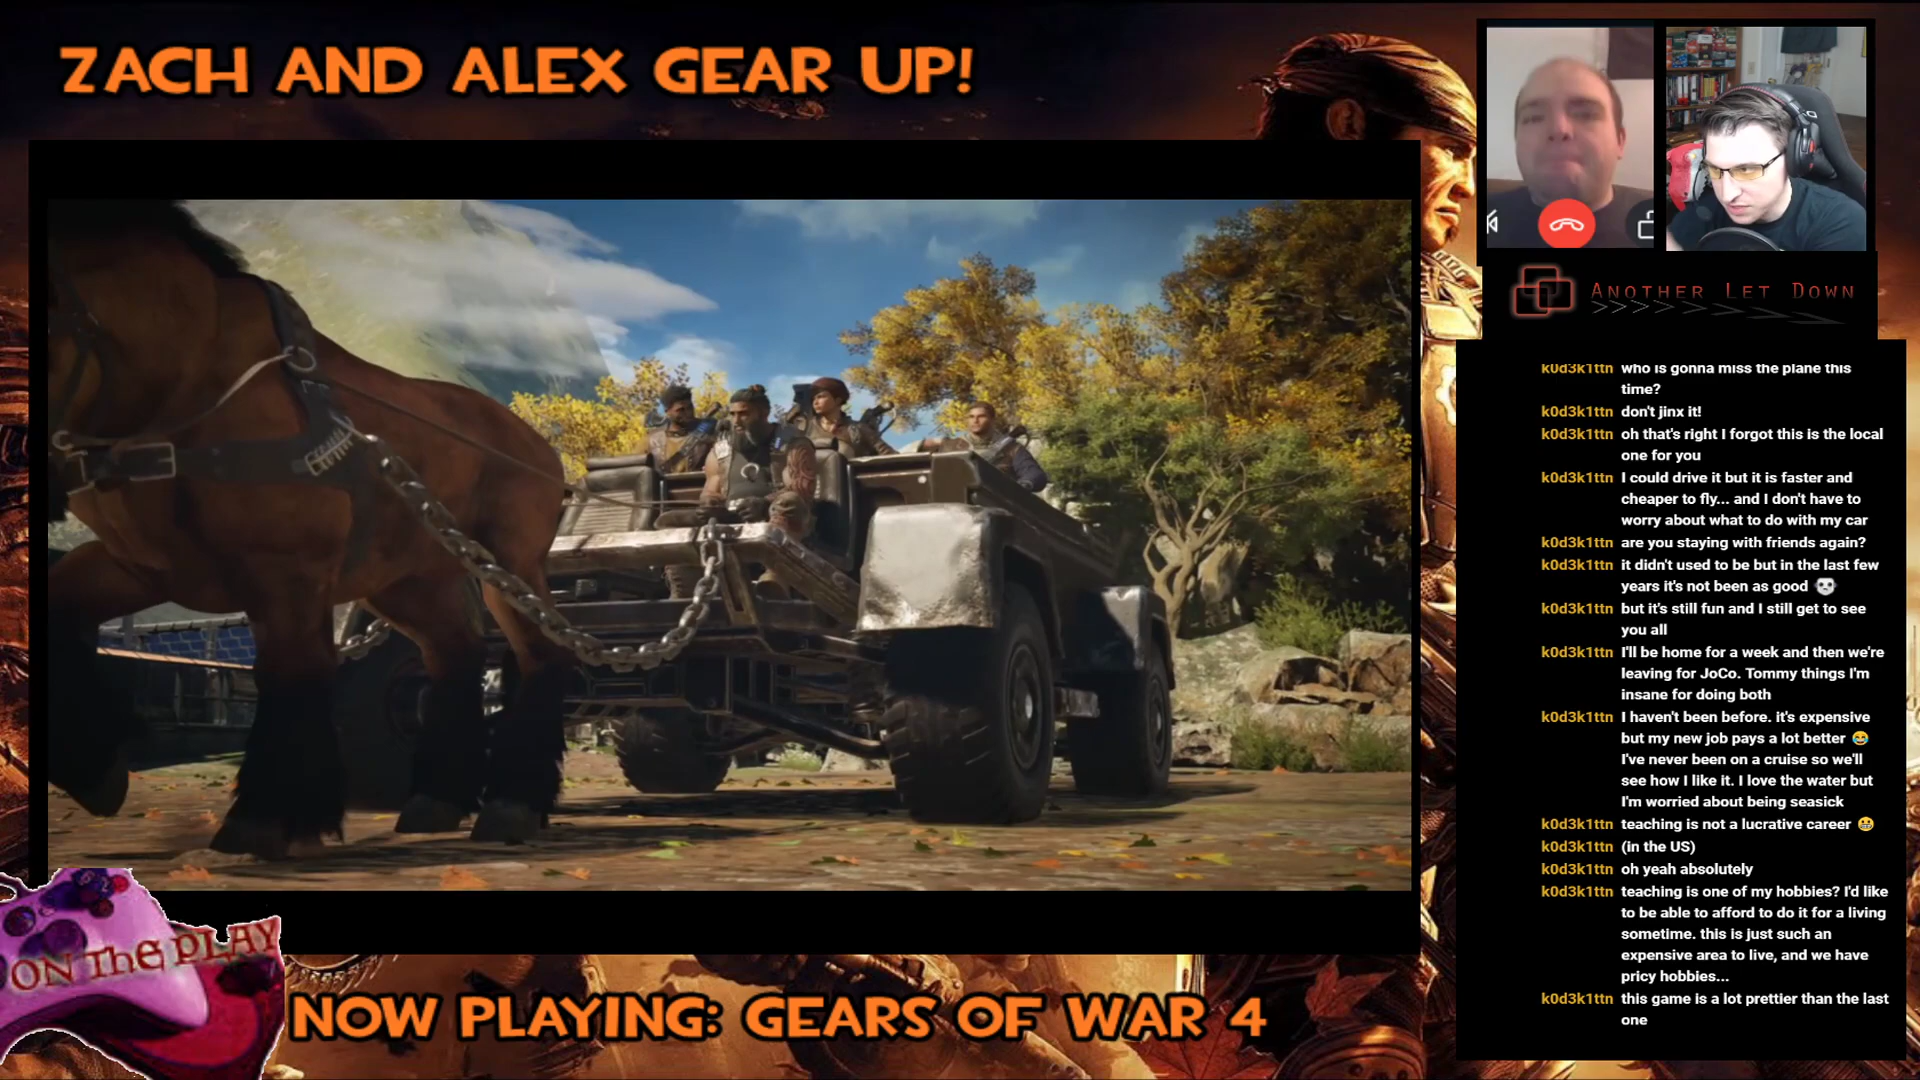 ZACH AND ALEX GEAR UP!
ANOTHER LET DOWN
k0d3k1ttn who is gonna miss the plane this
time?
k0d3k1ttn don't jinx it!
k0d3k1ttn oh that's right I forgot this is the local
one for you
k0d3k1ttn I could drive it but it is faster and
cheaper to fly... and I don't have to
worry about what to do with my car
k0d3k1ttn are you staying with friends again?
k0d3k1ttn it didn't used to be but in the last few
years it's not been as good
k0d3k1ttn but it's still fun and I still get to see
you all
k0d3k1ttn I'll be home for a week and then we're
leaving for JoCo. Tommy things I'm
insane for doing both
k0d3k1ttn I haven't been before. it's expensive
but my new job pays a lot better 😂
I've never been on a cruise so we'll
see how I like it. I love the water but
I'm worried about being seasick
k0d3k1ttn teaching is not a lucrative career 😬
k0d3k1ttn (in the US)
k0d3k1ttn oh yeah absolutely
k0d3k1ttn teaching is one of my hobbies? I'd like
to be able to afford to do it for a living
sometime. this is just such an
expensive area to live, and we have
pricy hobbies...
k0d3k1ttn this game is a lot prettier than the last
one
ON THE PLAY
NOW PLAYING: GEARS OF WAR 4